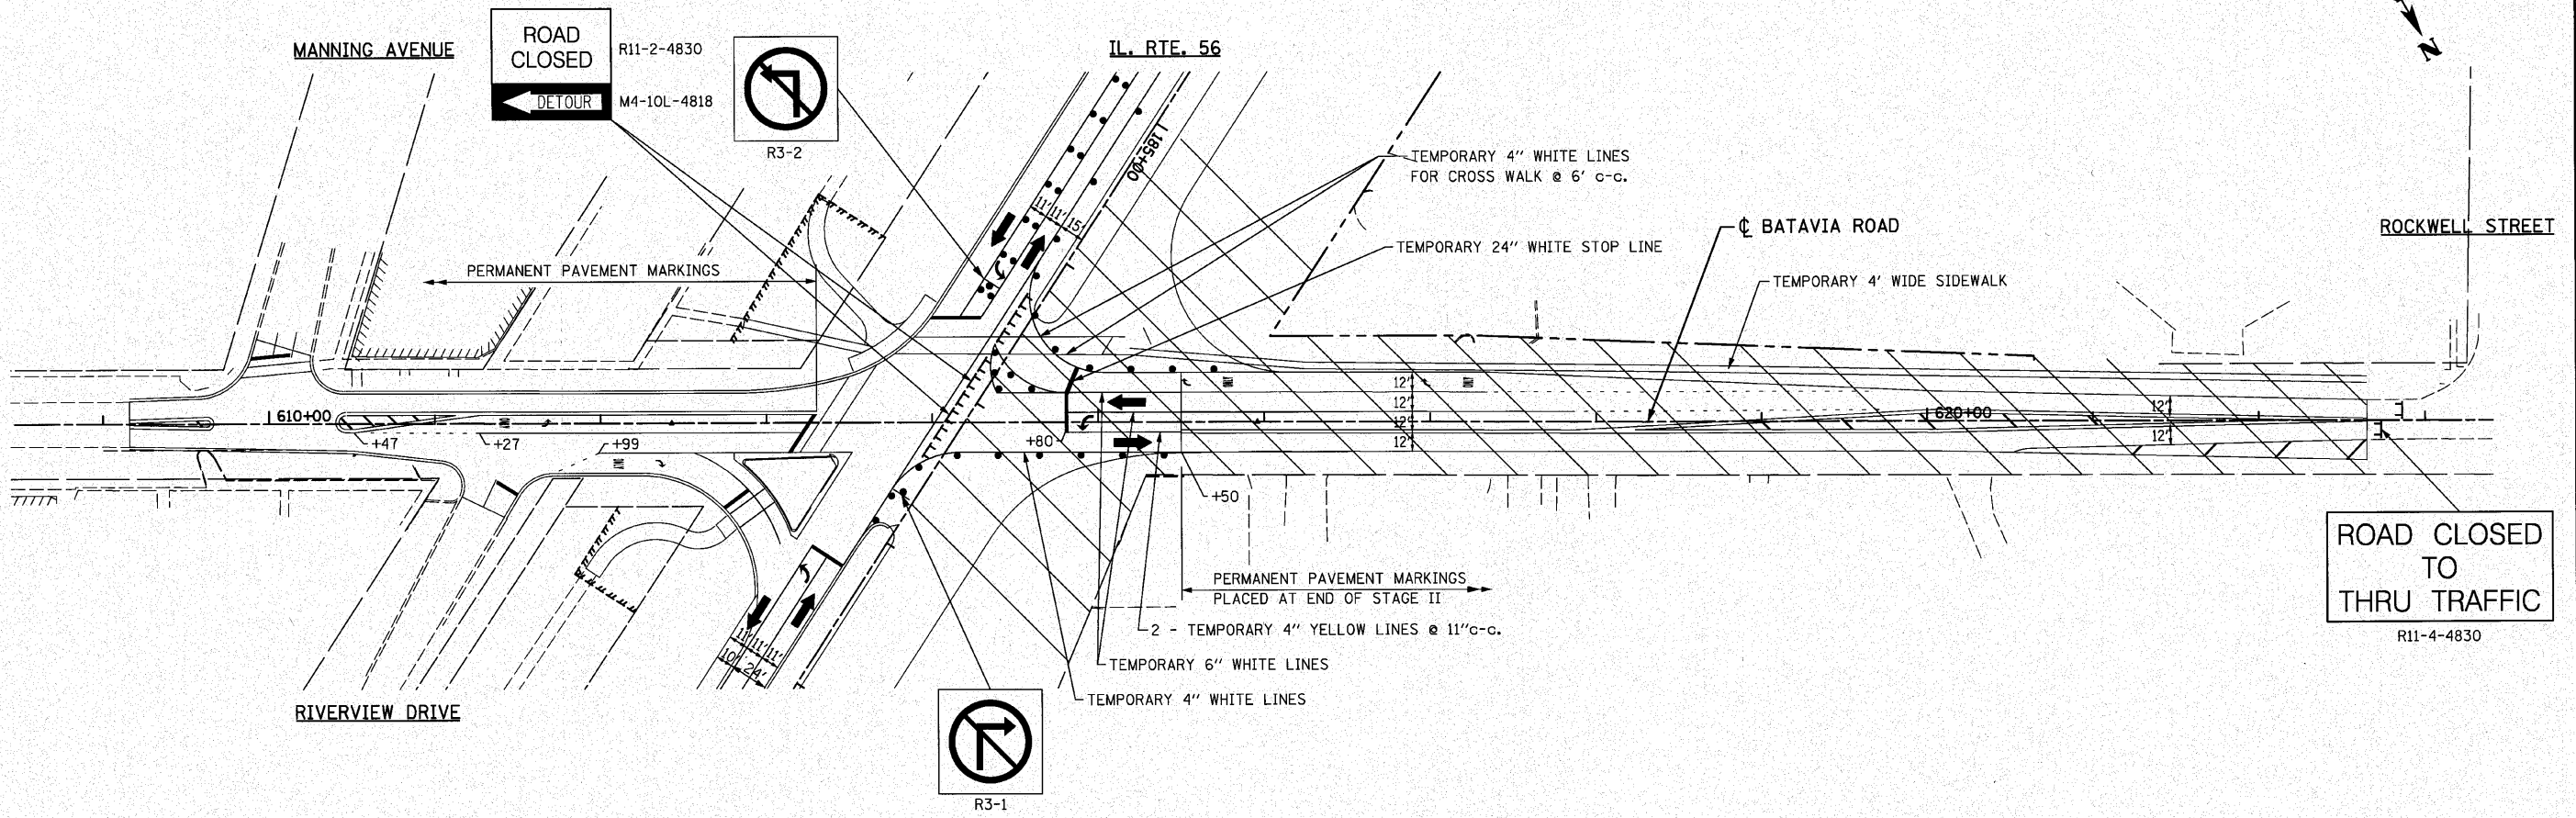 MANNING AVENUE
ROAD
CLOSED
R11-2-4830
DETOUR
M4-10L-4818
R3-2
IL. RTE. 56
N
185+00
TEMPORARY 4" WHITE LINES
FOR CROSS WALK @ 6' c-c.
TEMPORARY 24" WHITE STOP LINE
℄ BATAVIA ROAD
ROCKWELL STREET
TEMPORARY 4' WIDE SIDEWALK
PERMANENT PAVEMENT MARKINGS
11' 11' 15'
610+00
+47
+27
+99
+80
12'
12'
12'
12'
620+00
12'
12'
+50
ROAD CLOSED
TO
THRU TRAFFIC
R11-4-4830
PERMANENT PAVEMENT MARKINGS
PLACED AT END OF STAGE II
2 - TEMPORARY 4" YELLOW LINES @ 11"c-c.
TEMPORARY 6" WHITE LINES
TEMPORARY 4" WHITE LINES
11' 11' 11'
10' 24'
RIVERVIEW DRIVE
R3-1